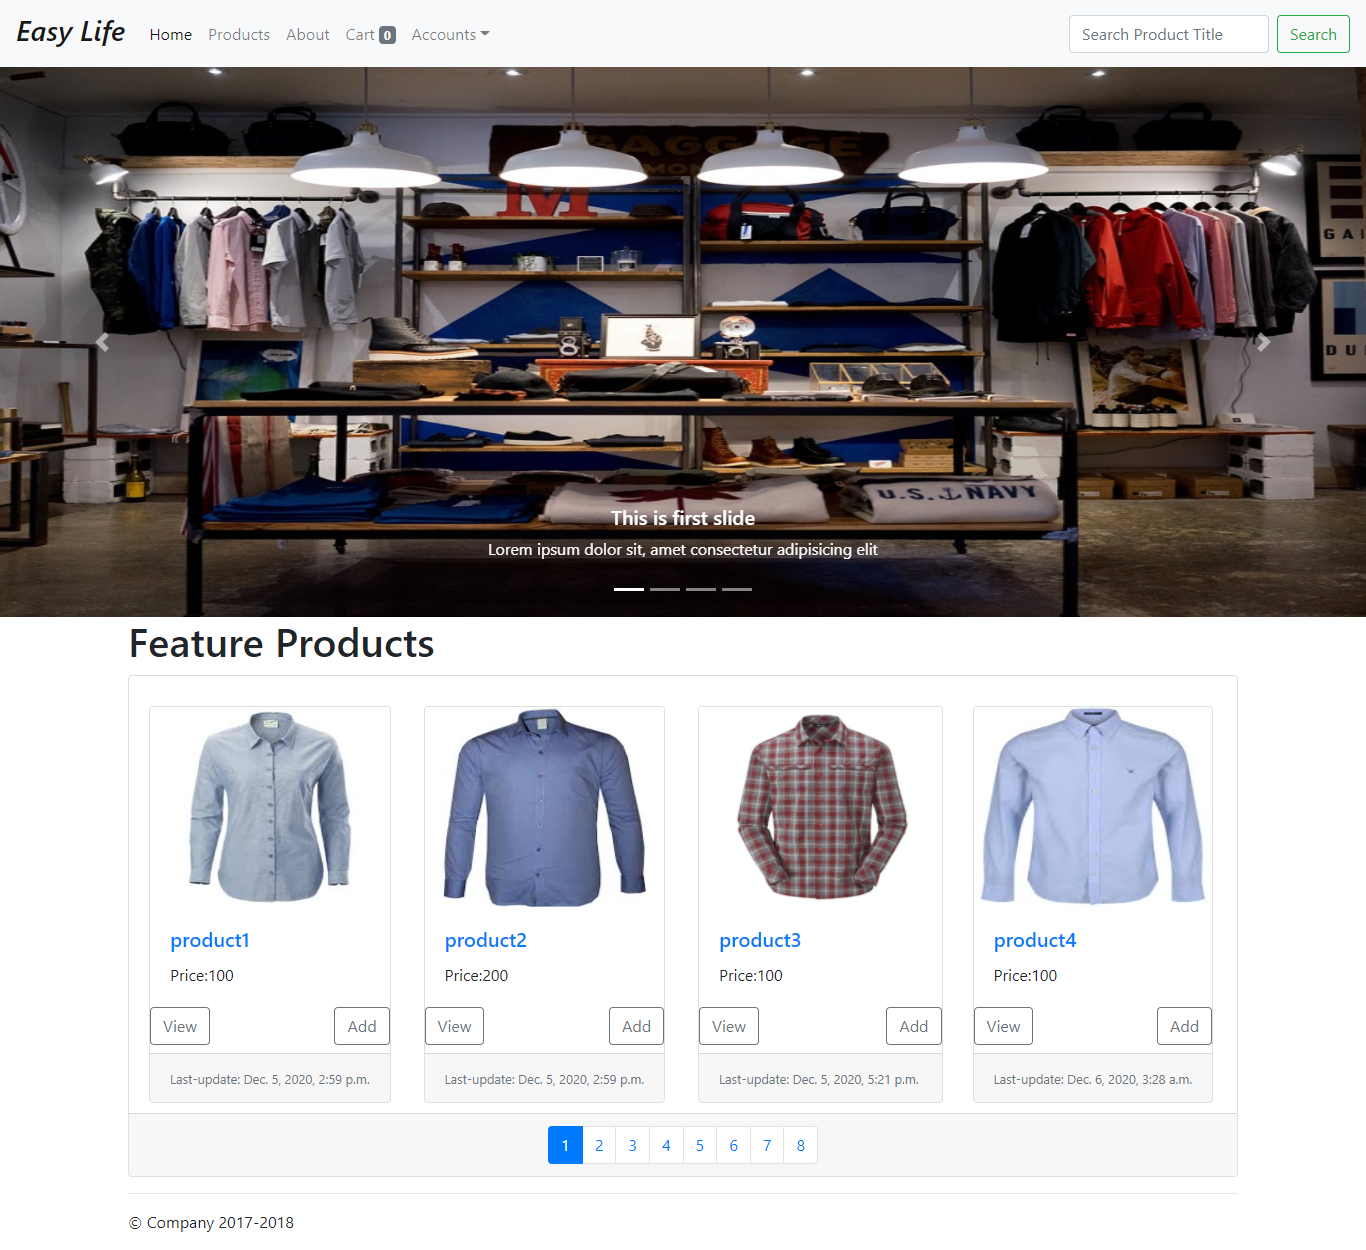 Easy Life Home Products About Cart 0 Accounts Search Product Title Search
BAGGAGE
M
GA
DU
U.S. NAVY
This is first slide
Lorem ipsum dolor sit, amet consectetur adipisicing elit
Feature Products
product1 product2 product3 product4
Price:100 Price:200 Price:100 Price:100
View Add View Add View Add View Add
Last-update: Dec. 5, 2020, 2:59 p.m. Last-update: Dec. 5, 2020, 2:59 p.m. Last-update: Dec. 5, 2020, 5:21 p.m. Last-update: Dec. 6, 2020, 3:28 a.m.
1 2 3 4 5 6 7 8
© Company 2017-2018